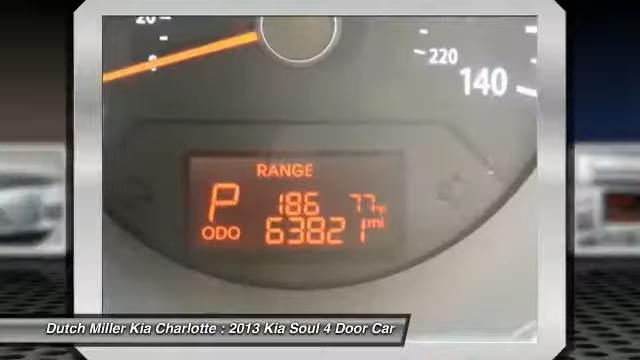 20
0
220
140
RANGE
P 186 77°F
ODO 63821 mi
Dutch Miller Kia Charlotte : 2013 Kia Soul 4 Door Car